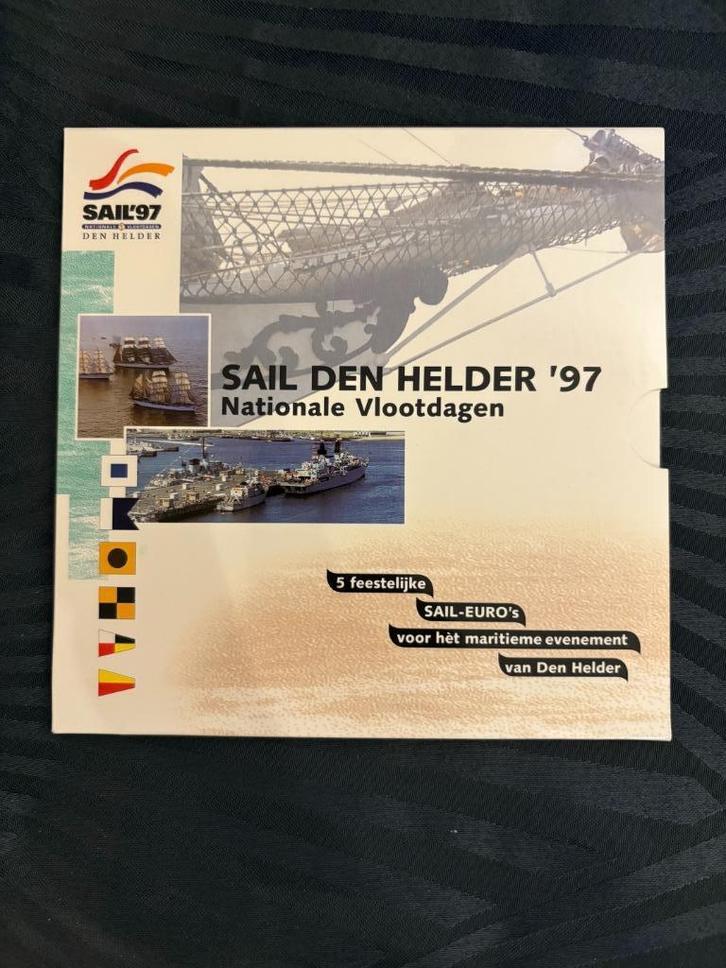 SAIL'97
NATIONALE VLOOTDAGEN
DEN HELDER
SAIL DEN HELDER '97
Nationale Vlootdagen
5 feestelijke
SAIL-EURO's
voor hèt maritieme evenement
van Den Helder